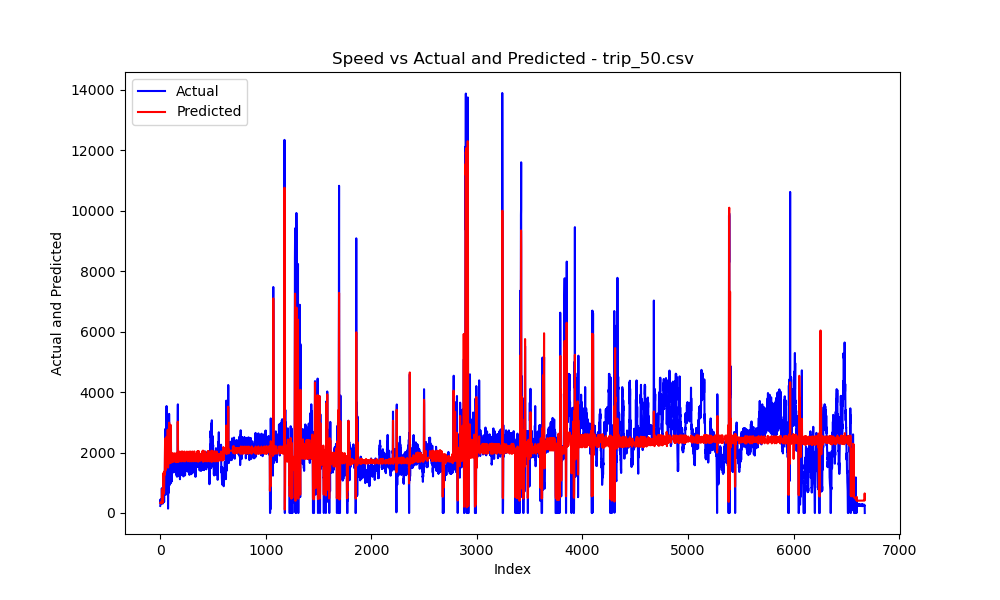 Speed vs Actual and Predicted - trip_50.csv
Actual
Predicted
14000
12000
10000
8000
6000
4000
2000
0
Actual and Predicted
0 1000 2000 3000 4000 5000 6000 7000
Index